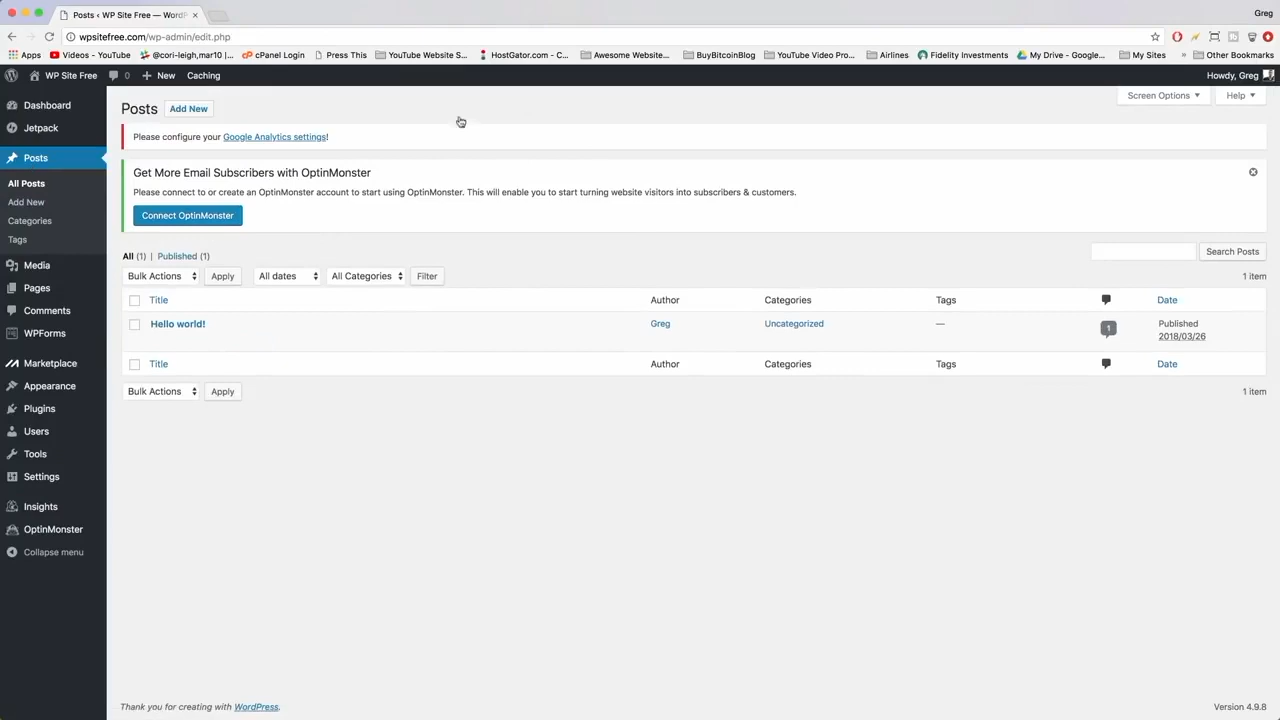 Posts ‹ WP Site Free — WordP
Greg
wpsitefree.com/wp-admin/edit.php
Apps Videos - YouTube @cori-leigh,mar10 |... cPanel Login Press This YouTube Website S... HostGator.com - C... Awesome Website... BuyBitcoinBlog YouTube Video Pro... Airlines Fidelity Investments My Drive - Google... Other Bookmarks
WP Site Free 0 New Caching Howdy, Greg
Screen Options Help
Dashboard
Jetpack
Posts
All Posts
Add New
Categories
Tags
Media
Pages
Comments
WPForms
Marketplace
Appearance
Plugins
Users
Tools
Settings
Insights
OptinMonster
Collapse menu
Posts Add New
Please configure your Google Analytics settings!
Get More Email Subscribers with OptinMonster
Please connect to or create an OptinMonster account to start using OptinMonster. This will enable you to start turning website visitors into subscribers & customers.
Connect OptinMonster
All (1) | Published (1)
Search Posts
Bulk Actions Apply All dates All Categories Filter 1 item
Title Author Categories Tags Date
Hello world! Greg Uncategorized — 1 Published
2018/03/26
Title Author Categories Tags Date
Bulk Actions Apply 1 item
Thank you for creating with WordPress. Version 4.9.8